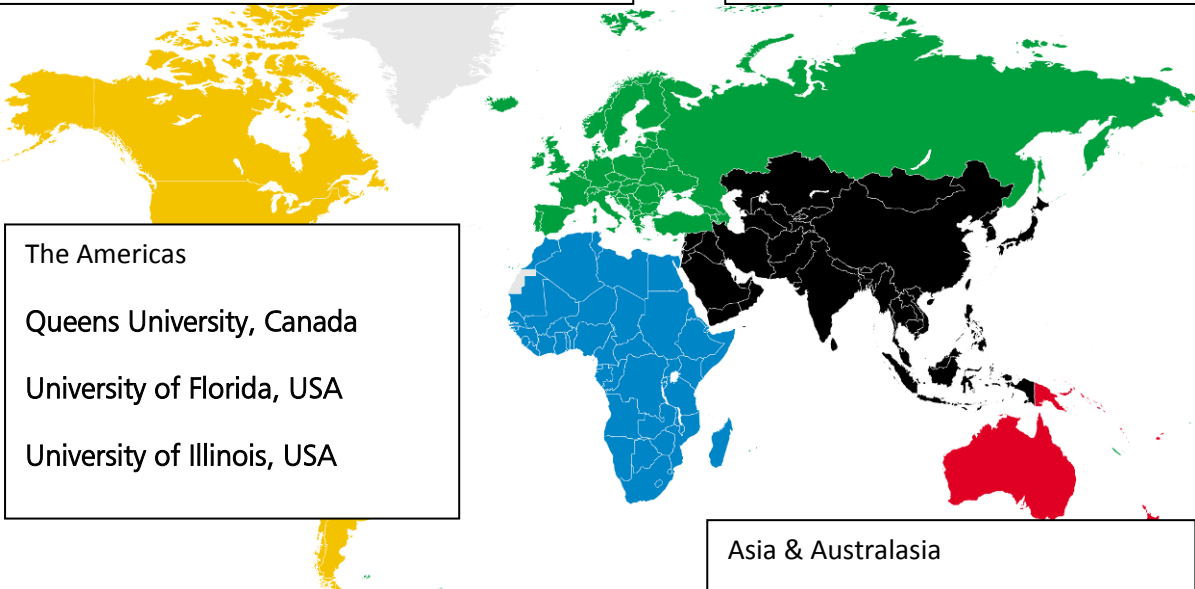 The Americas
Queens University, Canada
University of Florida, USA
University of Illinois, USA
Asia & Australasia